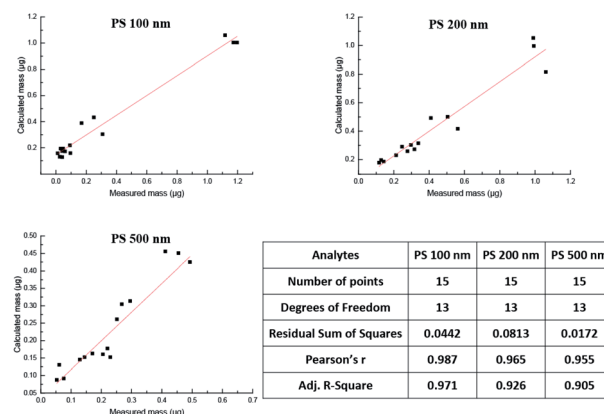 PS 100 nm
1.2
1.0
0.8
0.6
0.4
0.2
Calculated mass (µg)
0.0 0.2 0.4 0.6 0.8 1.0 1.2
Measured mass (µg)
PS 200 nm
1.2
1.0
0.8
0.6
0.4
0.2
Calculated mass (µg)
0.0 0.2 0.4 0.6 0.8 1.0 1.2
Measured mass (µg)
PS 500 nm
0.50
0.45
0.40
0.35
0.30
0.25
0.20
0.15
0.10
0.05
Calculated mass (µg)
0.0 0.1 0.2 0.3 0.4 0.5 0.6 0.7
Measured mass (µg)
Analytes PS 100 nm PS 200 nm PS 500 nm
Number of points 15 15 15
Degrees of Freedom 13 13 13
Residual Sum of Squares 0.0442 0.0813 0.0172
Pearson's r 0.987 0.965 0.955
Adj. R-Square 0.971 0.926 0.905